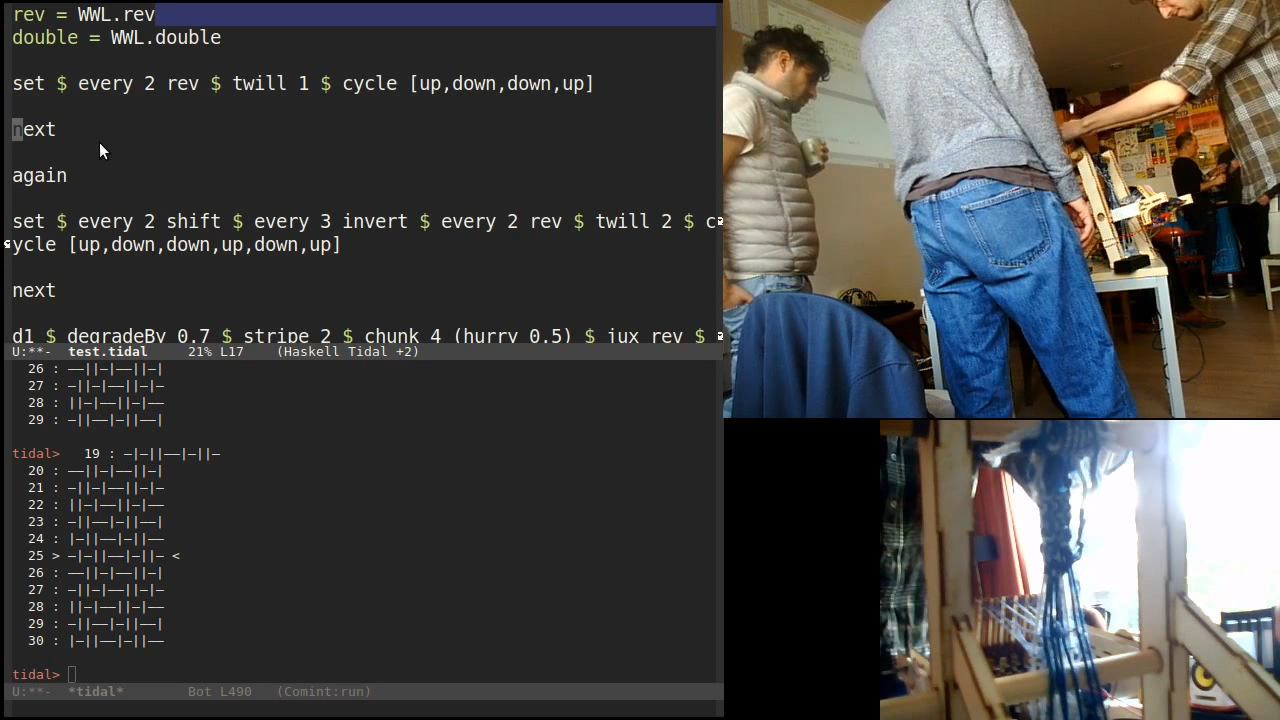 rev = WWL.rev
double = WWL.double
set $ every 2 rev $ twill 1 $ cycle [up,down,down,up]
next
again
set $ every 2 shift $ every 3 invert $ every 2 rev $ twill 2 $ c
ycle [up,down,down,up,down,up]
next
d1 $ degradeBy 0.7 $ stripe 2 $ chunk 4 (hurry 0.5) $ jux rev $
U:**-  test.tidal     21% L17    (Haskell Tidal +2)
26 : ——||—|——||—|
27 : —||—|——||—|—
28 : ||—|——||—|——
29 : —||——|—||——|
tidal>   19 : —|—||——|—||—
20 : ——||—|——||—|
21 : —||—|——||—|—
22 : ||—|——||—|——
23 : —||——|—||——|
24 : |—||——|—||——
25 > —|—||——|—||— <
26 : ——||—|——||—|
27 : —||—|——||—|—
28 : ||—|——||—|——
29 : —||——|—||——|
30 : |—||——|—||——
tidal>
U:**-  *tidal*        Bot L490   (Comint:run)